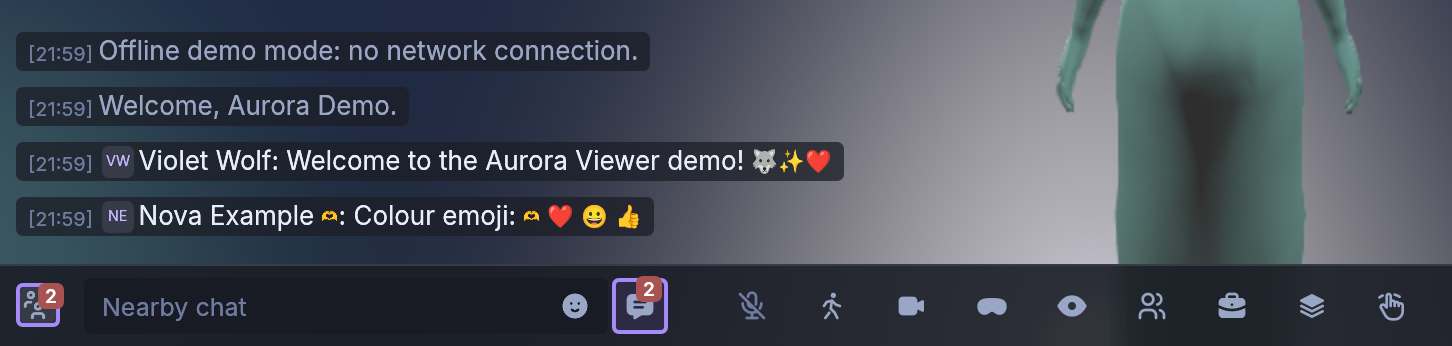 [21:59] Offline demo mode: no network connection.
[21:59] Welcome, Aurora Demo.
[21:59] VW Violet Wolf: Welcome to the Aurora Viewer demo! 🐺✨❤️
[21:59] NE Nova Example 🫶: Colour emoji: 🫶 ❤️ 😀 👍
2 Nearby chat 2